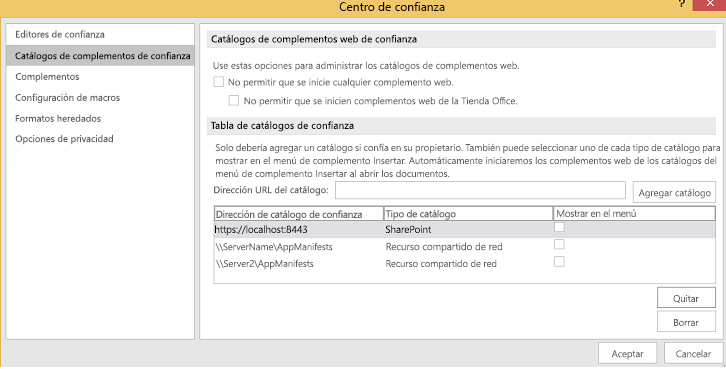 Centro de confianza
?
Editores de confianza
Catálogos de complementos de confianza
Complementos
Configuración de macros
Formatos heredados
Opciones de privacidad
Catálogos de complementos web de confianza
Use estas opciones para administrar los catálogos de complementos web.
No permitir que se inicie cualquier complemento web.
No permitir que se inicien complementos web de la Tienda Office.
Tabla de catálogos de confianza
Solo debería agregar un catálogo si confía en su propietario. También puede seleccionar uno de cada tipo de catálogo para
mostrar en el menú de complemento Insertar. Automáticamente iniciaremos los complementos web de los catálogos del
menú de complemento Insertar al abrir los documentos.
Dirección URL del catálogo:
Agregar catálogo
Dirección de catálogo de confianza Tipo de catálogo Mostrar en el menú
https://localhost:8443 SharePoint
\\ServerName\AppManifests Recurso compartido de red
\\Server2\AppManifests Recurso compartido de red
Quitar
Borrar
Aceptar Cancelar